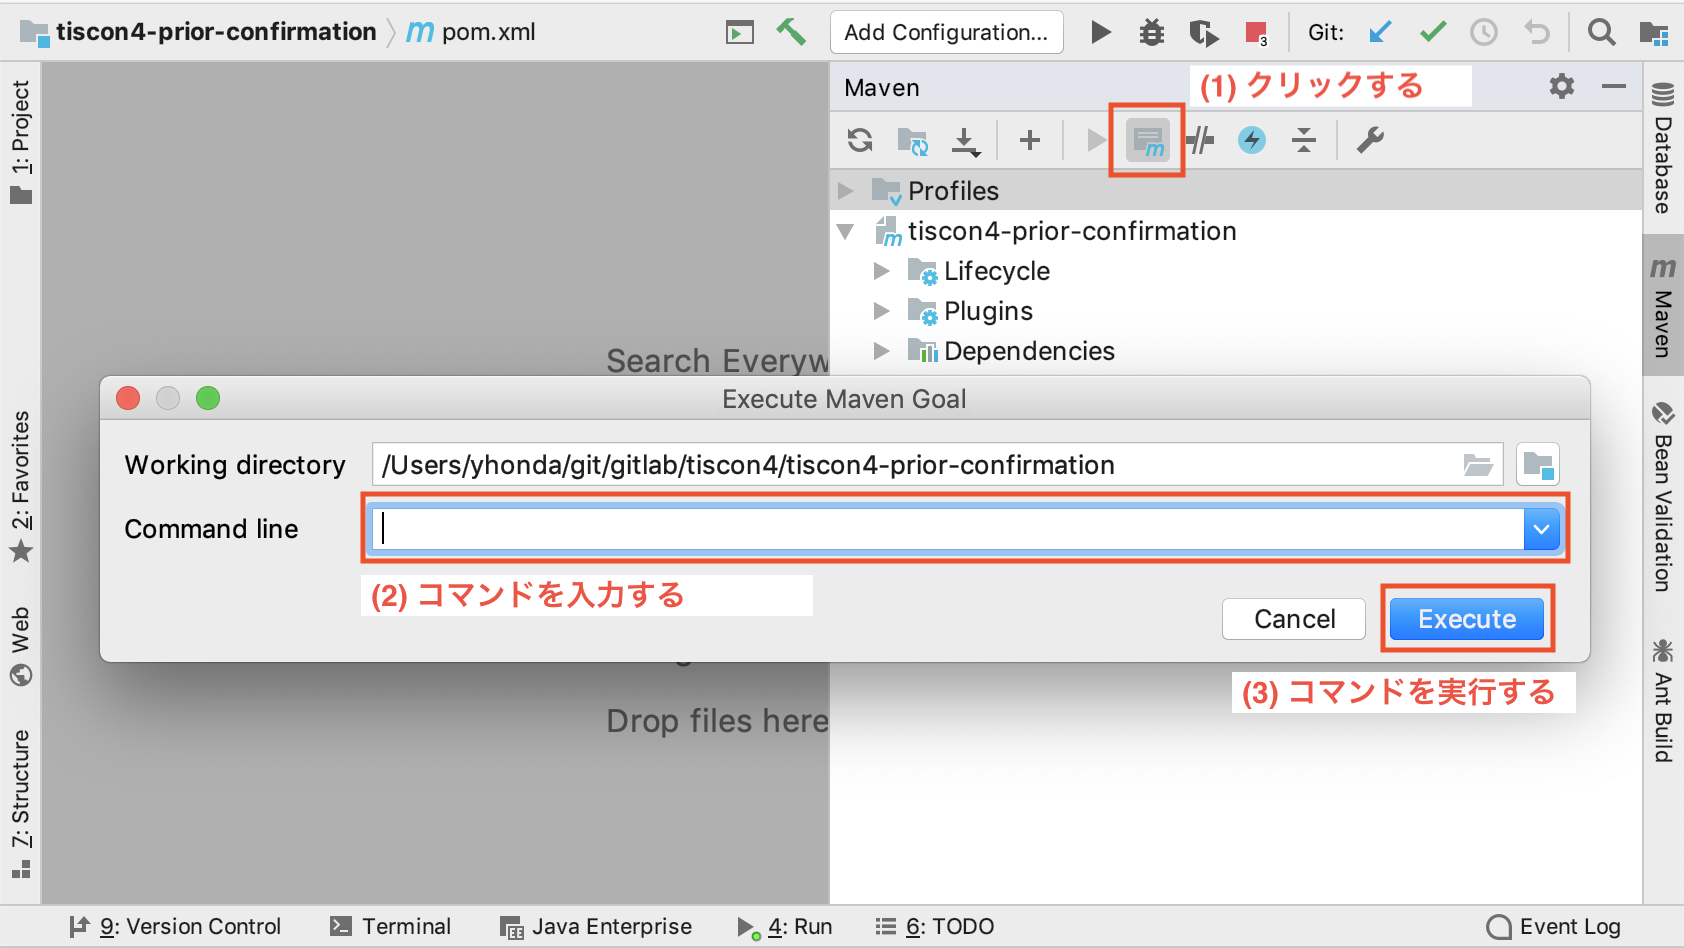 tiscon4-prior-confirmation
m pom.xml
Add Configuration...
3
Git:
1: Project
2: Favorites
Web
7: Structure
Maven
(1) クリックする
m
Profiles
m tiscon4-prior-confirmation
Lifecycle
Plugins
Dependencies
Search Everyw
Execute Maven Goal
Working directory
/Users/yhonda/git/gitlab/tiscon4/tiscon4-prior-confirmation
Command line
(2) コマンドを入力する
Cancel
Execute
(3) コマンドを実行する
Drop files here
Database
m Maven
Bean Validation
Ant Build
9: Version Control
Terminal
EE Java Enterprise
4: Run
6: TODO
Event Log